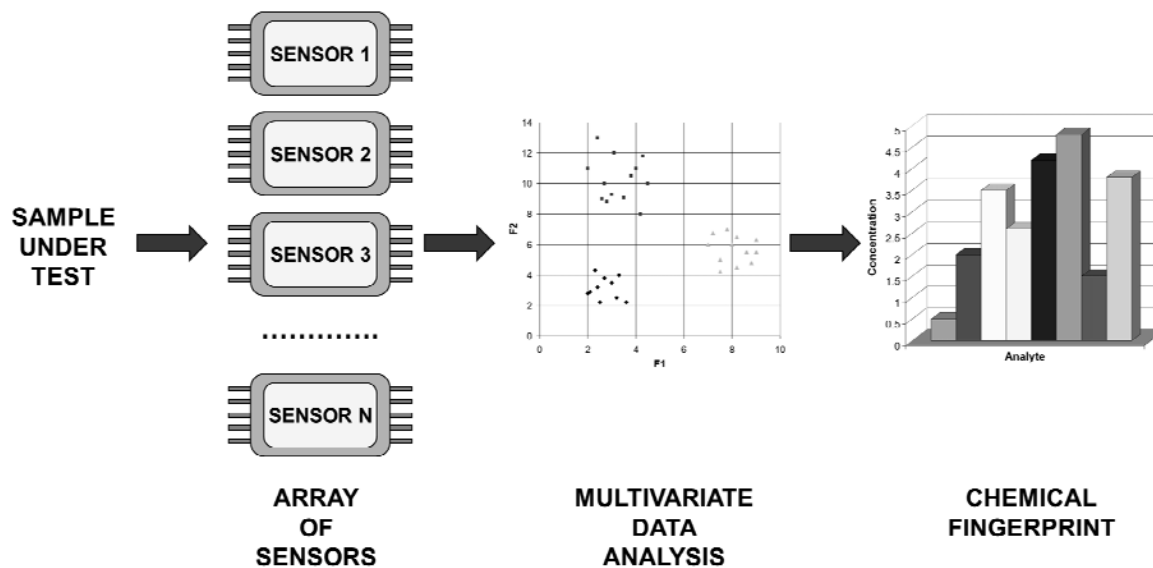 SAMPLE
UNDER
TEST
SENSOR 1
SENSOR 2
SENSOR 3
.............
SENSOR N
ARRAY
OF
SENSORS
14
12
10
8
6
4
2
0
F2
0 2 4 6 8 10
F1
MULTIVARIATE
DATA
ANALYSIS
5
4.5
4
3.5
3
2.5
2
1.5
1
0.5
0
Concentration
Analyte
CHEMICAL
FINGERPRINT